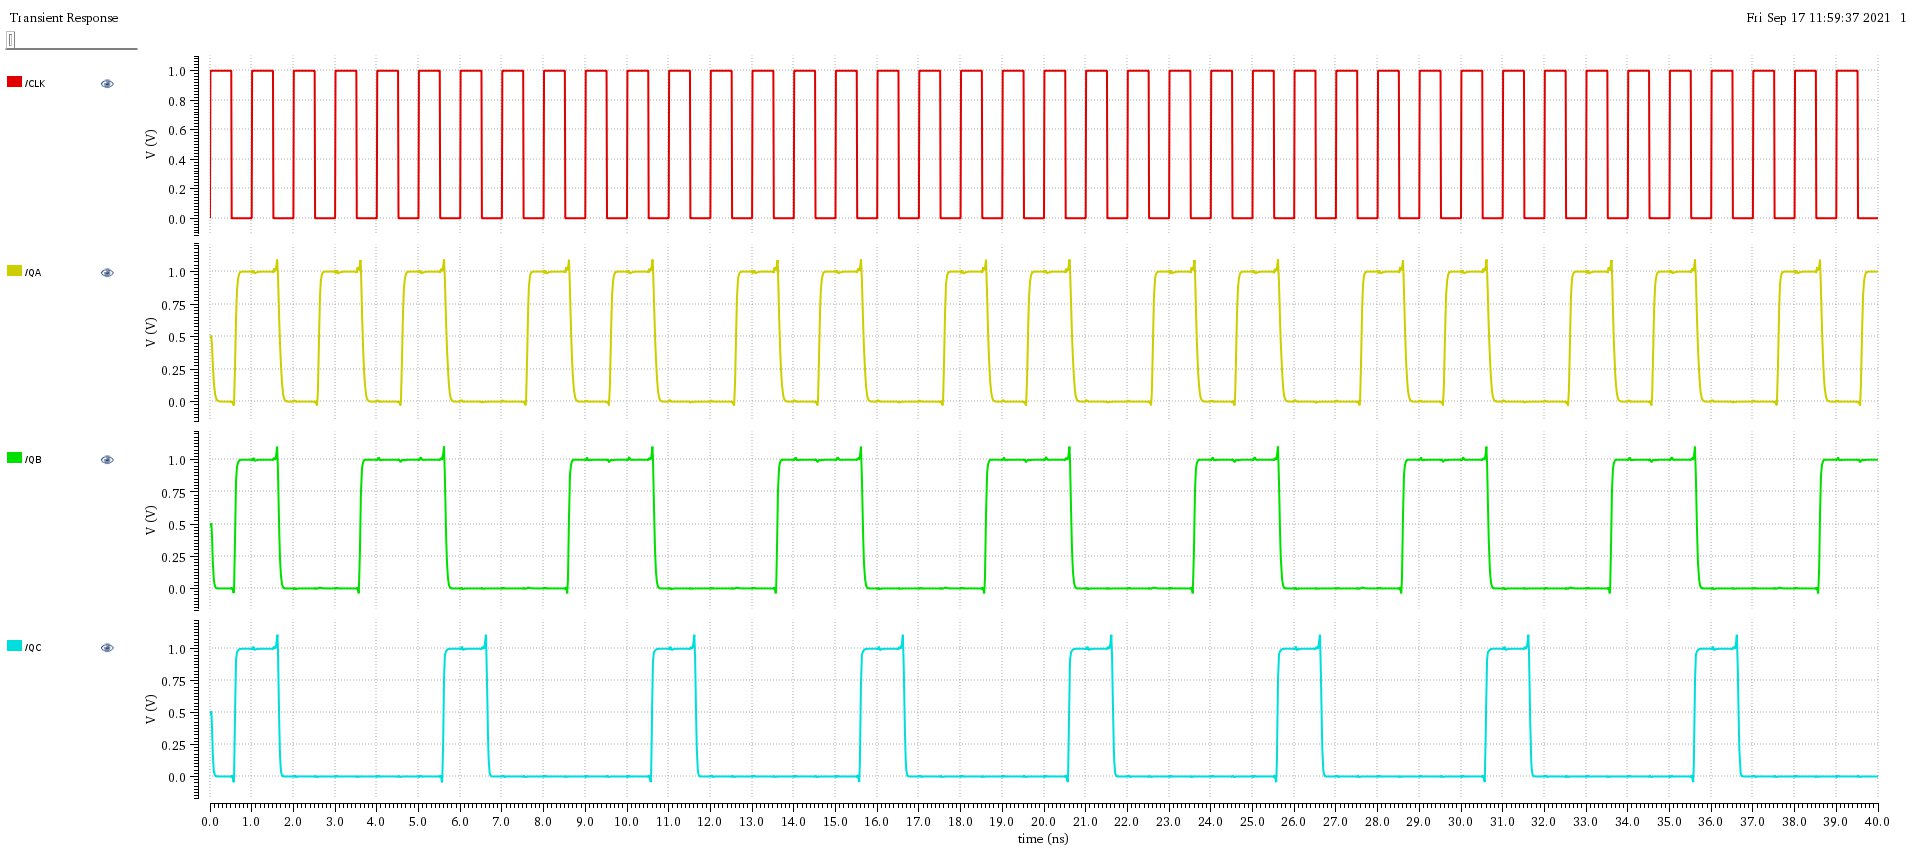 Transient Response
Fri Sep 17 11:59:37 2021 1
/CLK
V (V)
1.0
0.8
0.6
0.4
0.2
0.0
/QA
V (V)
1.0
0.75
0.5
0.25
0.0
/QB
V (V)
1.0
0.75
0.5
0.25
0.0
/QC
V (V)
1.0
0.75
0.5
0.25
0.0
0.0 1.0 2.0 3.0 4.0 5.0 6.0 7.0 8.0 9.0 10.0 11.0 12.0 13.0 14.0 15.0 16.0 17.0 18.0 19.0 20.0 21.0 22.0 23.0 24.0 25.0 26.0 27.0 28.0 29.0 30.0 31.0 32.0 33.0 34.0 35.0 36.0 37.0 38.0 39.0 40.0
time (ns)